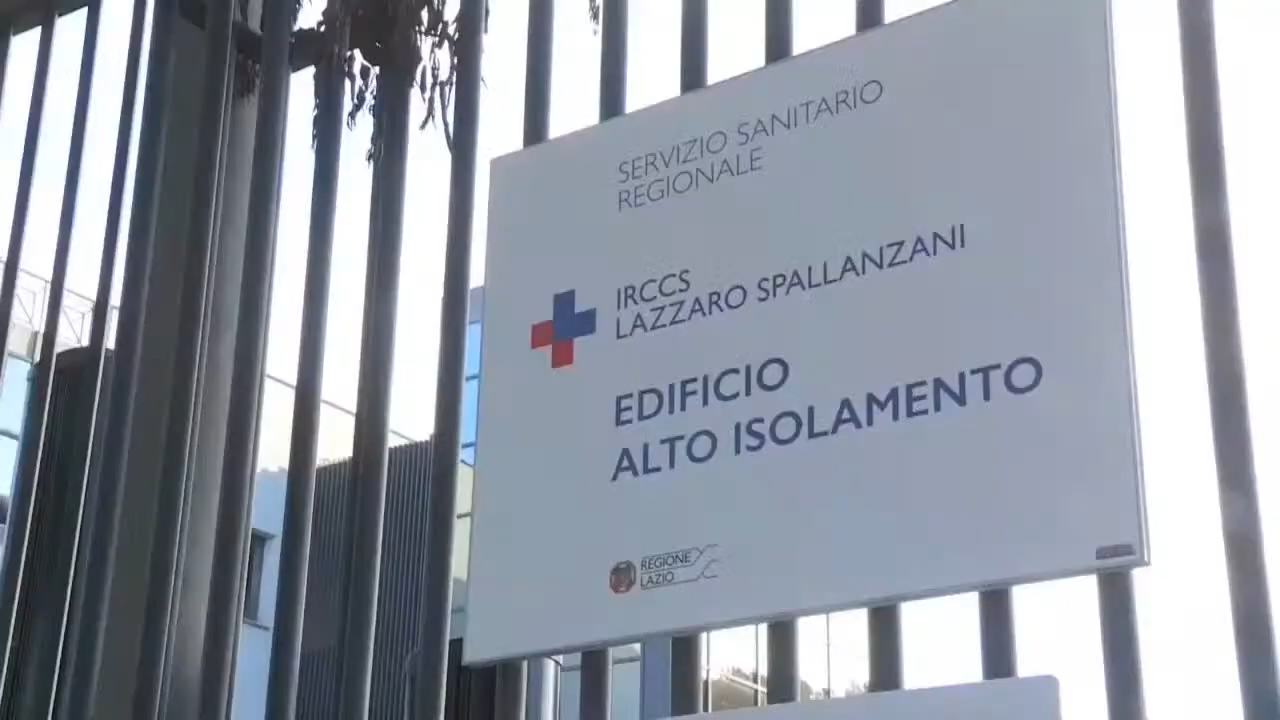 SERVIZIO SANITARIO
REGIONALE
IRCCS
LAZZARO SPALLANZANI
EDIFICIO
ALTO ISOLAMENTO
REGIONE
LAZIO